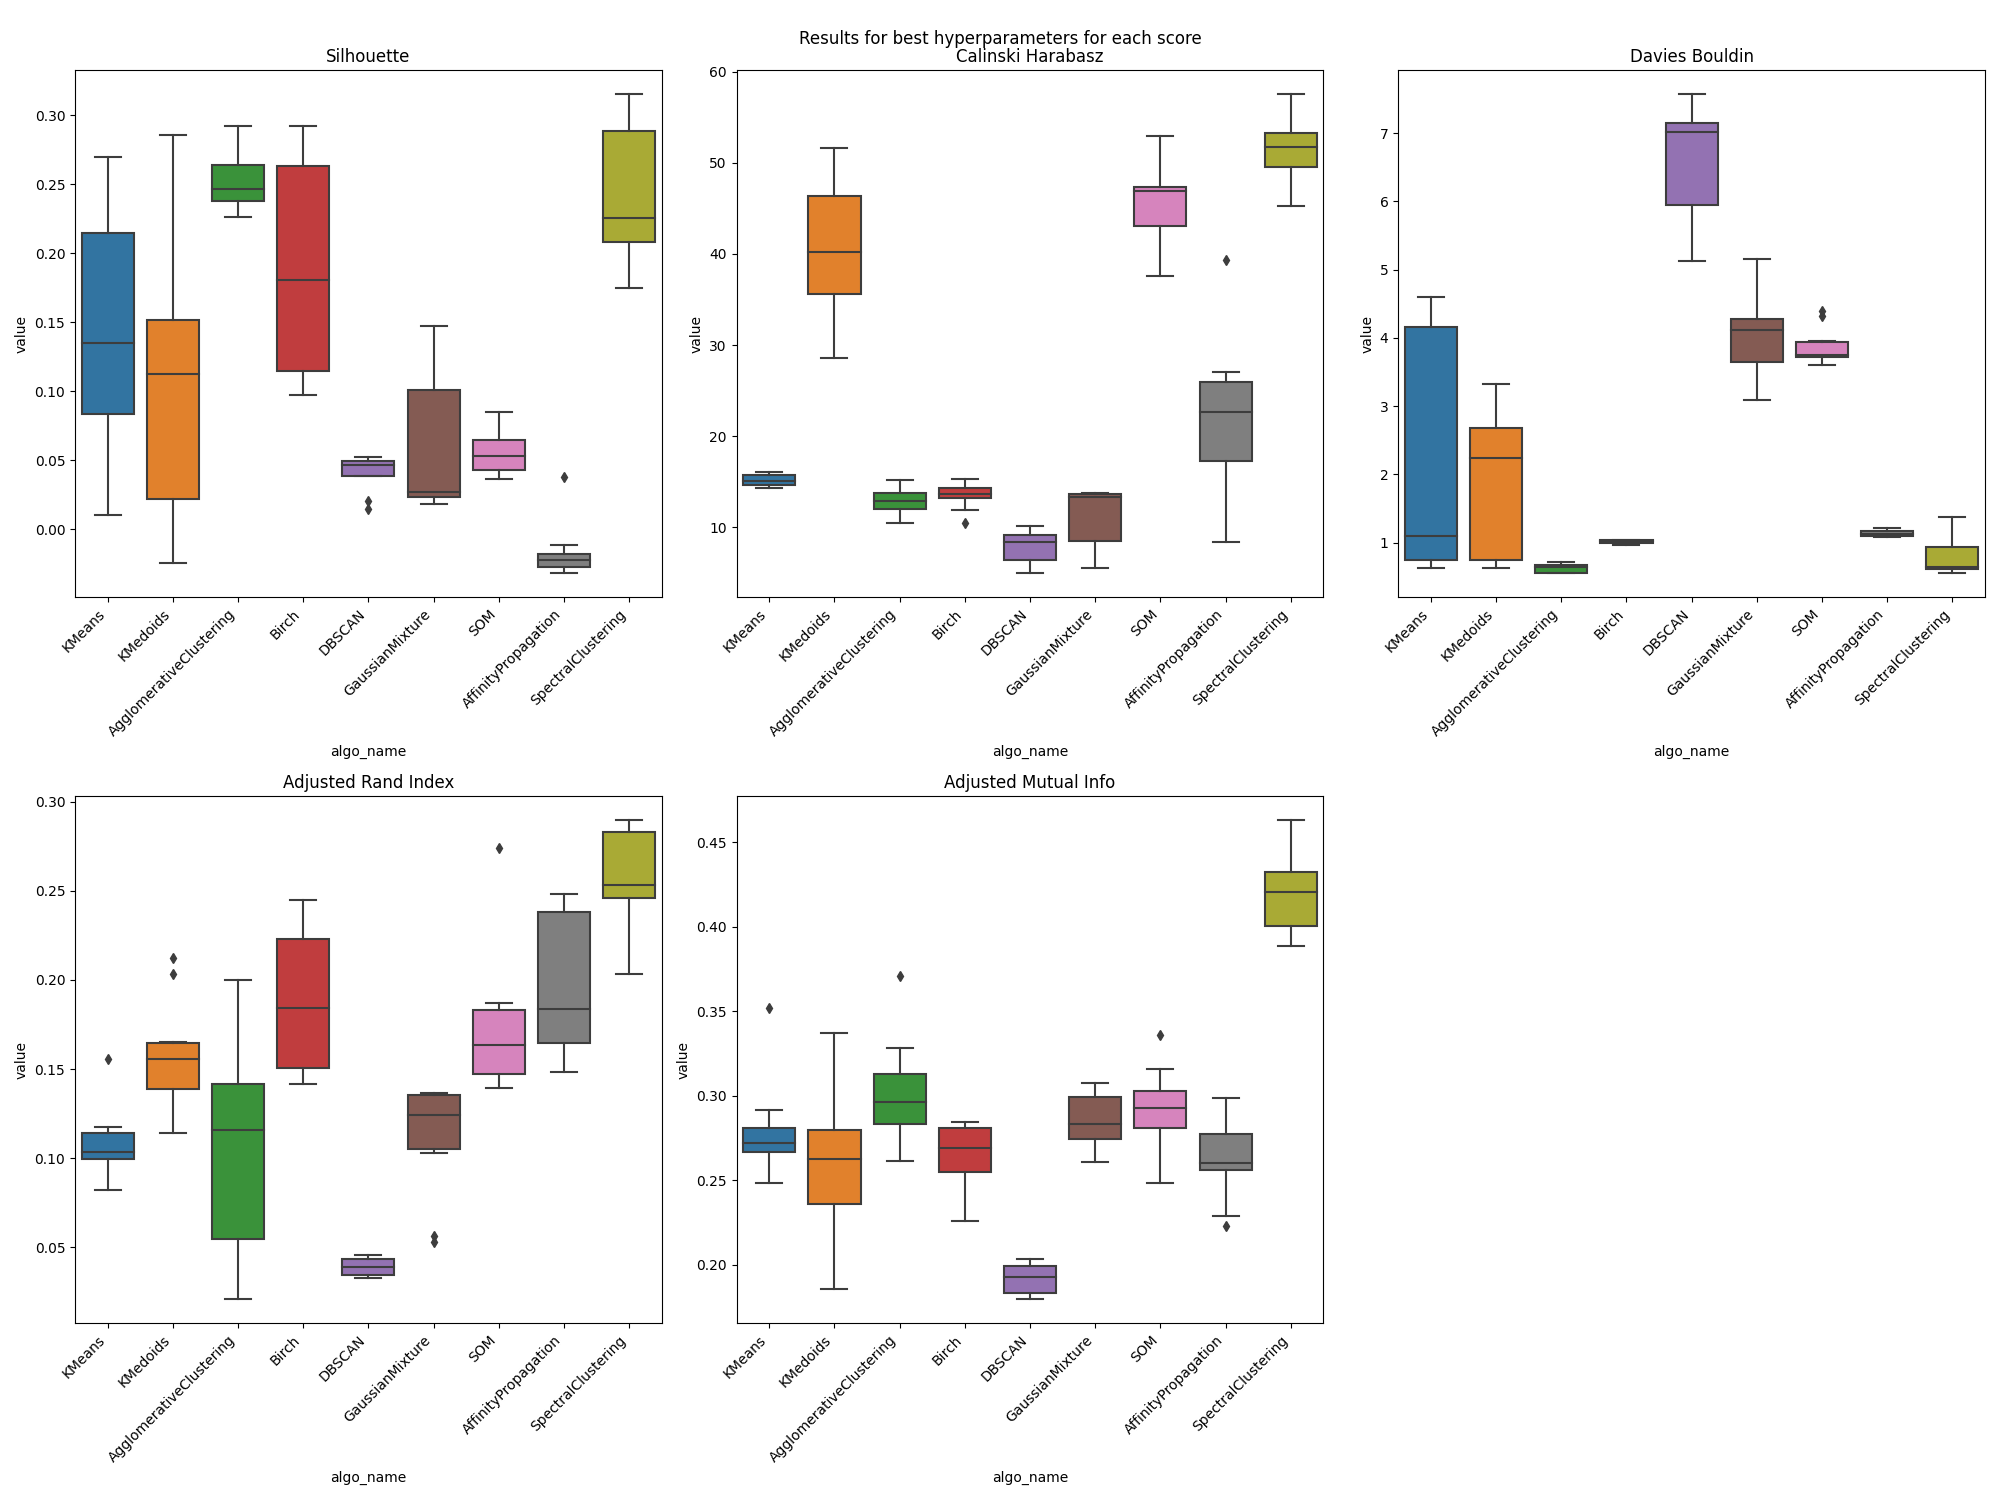 Results for best hyperparameters for each score
Silhouette
value
0.30
0.25
0.20
0.15
0.10
0.05
0.00
KMeans
KMedoids
AgglomerativeClustering
Birch
DBSCAN
GaussianMixture
SOM
AffinityPropagation
SpectralClustering
algo_name
Calinski Harabasz
value
60
50
40
30
20
10
KMeans
KMedoids
AgglomerativeClustering
Birch
DBSCAN
GaussianMixture
SOM
AffinityPropagation
SpectralClustering
algo_name
Davies Bouldin
value
7
6
5
4
3
2
1
KMeans
KMedoids
AgglomerativeClustering
Birch
DBSCAN
GaussianMixture
SOM
AffinityPropagation
SpectralClustering
algo_name
Adjusted Rand Index
value
0.30
0.25
0.20
0.15
0.10
0.05
KMeans
KMedoids
AgglomerativeClustering
Birch
DBSCAN
GaussianMixture
SOM
AffinityPropagation
SpectralClustering
algo_name
Adjusted Mutual Info
value
0.45
0.40
0.35
0.30
0.25
0.20
KMeans
KMedoids
AgglomerativeClustering
Birch
DBSCAN
GaussianMixture
SOM
AffinityPropagation
SpectralClustering
algo_name